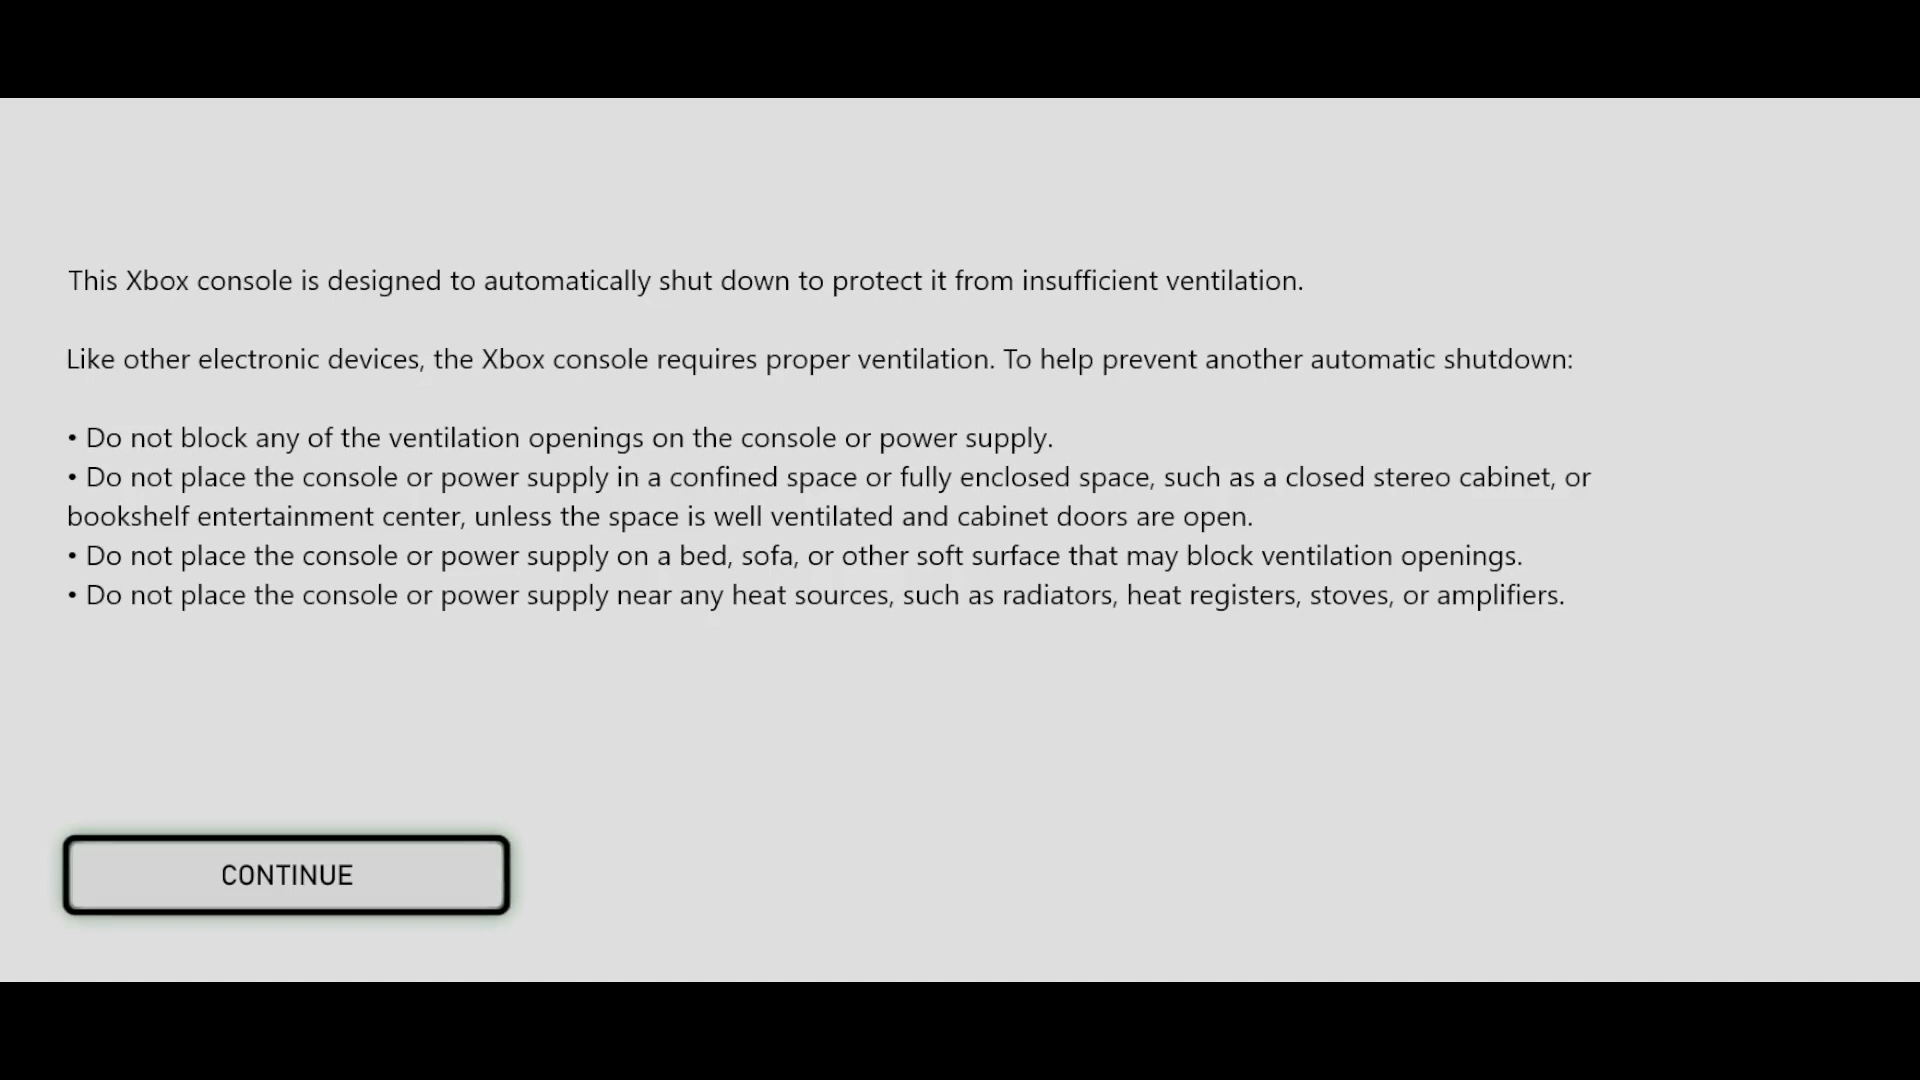 This Xbox console is designed to automatically shut down to protect it from insufficient ventilation.
Like other electronic devices, the Xbox console requires proper ventilation. To help prevent another automatic shutdown:
• Do not block any of the ventilation openings on the console or power supply.
• Do not place the console or power supply in a confined space or fully enclosed space, such as a closed stereo cabinet, or
bookshelf entertainment center, unless the space is well ventilated and cabinet doors are open.
• Do not place the console or power supply on a bed, sofa, or other soft surface that may block ventilation openings.
• Do not place the console or power supply near any heat sources, such as radiators, heat registers, stoves, or amplifiers.
CONTINUE